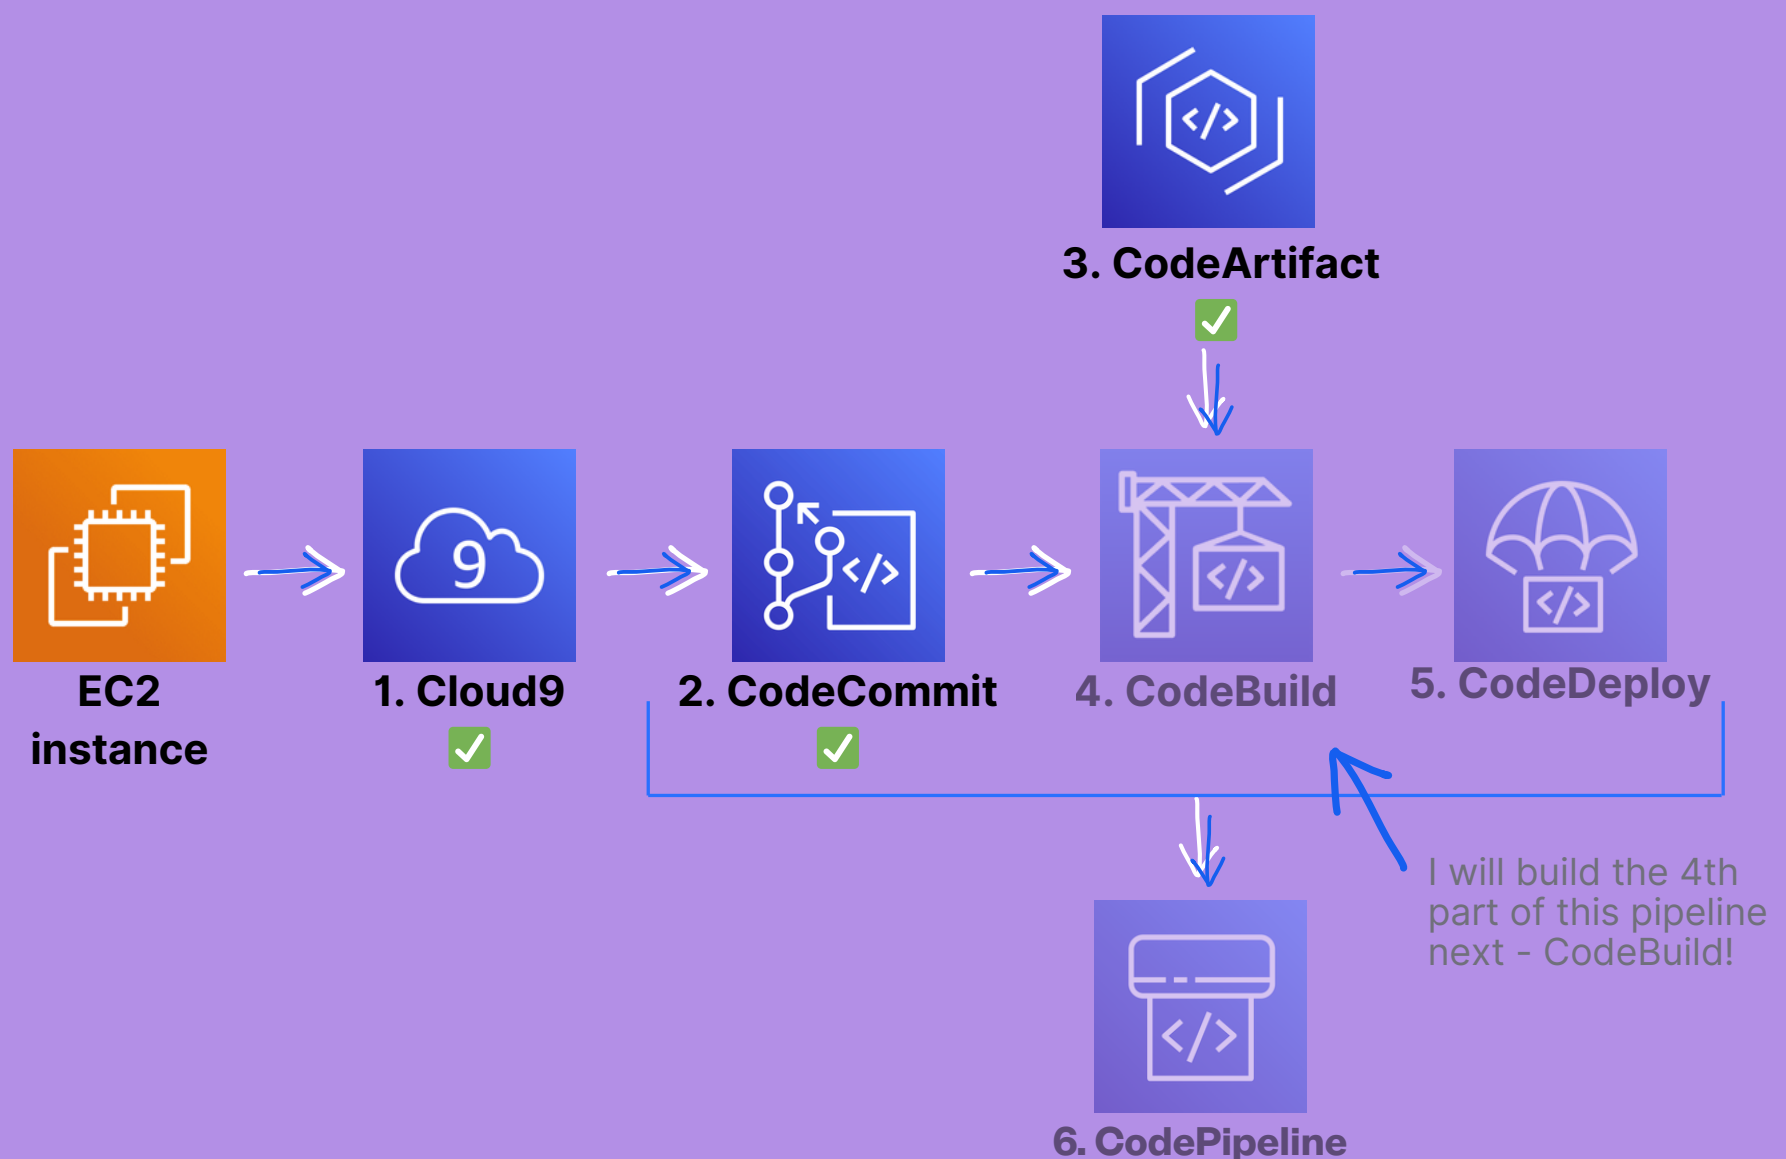 3. CodeArtifact
</>
9
</>
</>
</>
</>
EC2
instance
1. Cloud9
2. CodeCommit
4. CodeBuild
5. CodeDeploy
I will build the 4th
part of this pipeline
next - CodeBuild!
</>
6. CodePipeline